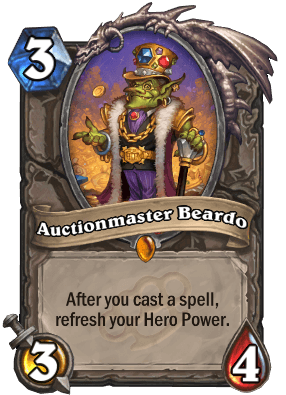 3
Auctionmaster Beardo
After you cast a spell,
refresh your Hero Power.
3
4